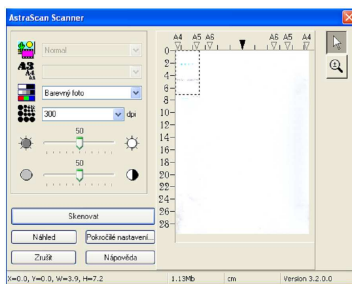 AstraScan Scanner
Normal
Barevný foto
300 dpi
50
50
Skenovat
Náhled Pokročilé nastavení...
Zrušit Nápověda
A4 A5 A6 A6 A5 A4
0
2
4
6
8
10
12
14
16
18
20
22
24
26
28
X=0.0, Y=0.0, W=3.9, H=7.2 1.13Mb cm Version 3.2.0.0